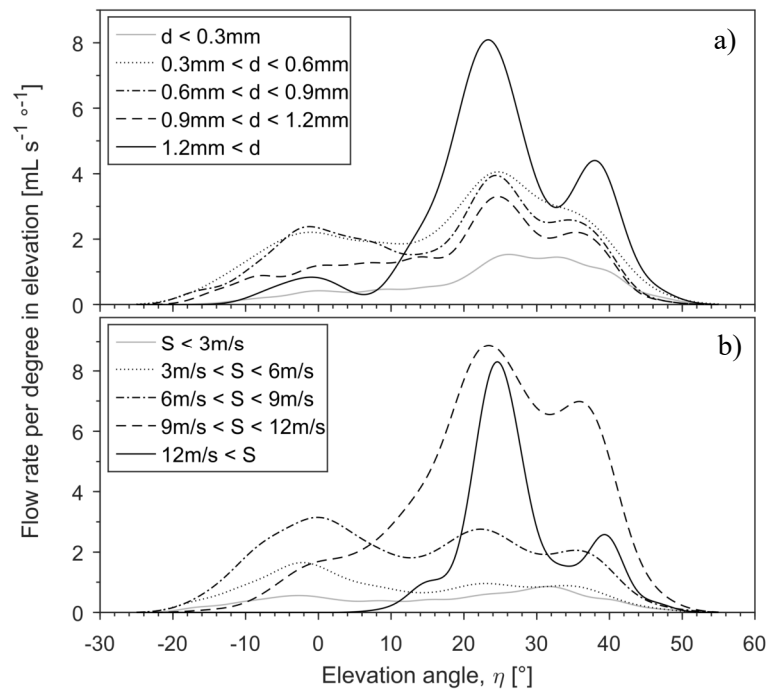 a)
d < 0.3mm
0.3mm < d < 0.6mm
0.6mm < d < 0.9mm
0.9mm < d < 1.2mm
1.2mm < d
8
6
4
2
0
b)
S < 3m/s
3m/s < S < 6m/s
6m/s < S < 9m/s
9m/s < S < 12m/s
12m/s < S
8
6
4
2
0
-30 -20 -10 0 10 20 30 40 50 60
Elevation angle, η [°]
Flow rate per degree in elevation [mL s⁻¹ °⁻¹]